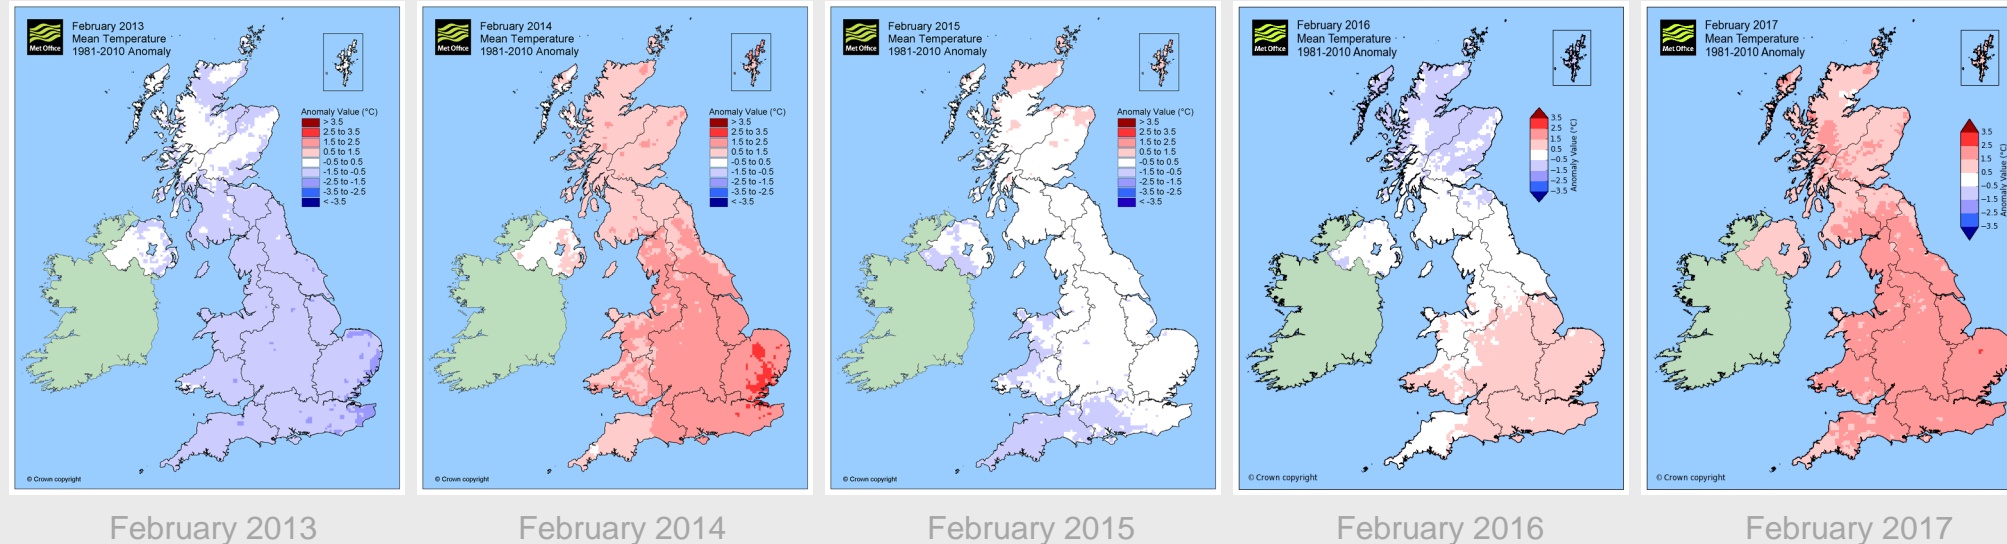 February 2013
Mean Temperature
1981-2010 Anomaly
Met Office
Anomaly Value (°C)
> 3.5
2.5 to 3.5
1.5 to 2.5
0.5 to 1.5
-0.5 to 0.5
-1.5 to -0.5
-2.5 to -1.5
-3.5 to -2.5
< -3.5
© Crown copyright
February 2013
February 2014
Mean Temperature
1981-2010 Anomaly
Met Office
Anomaly Value (°C)
> 3.5
2.5 to 3.5
1.5 to 2.5
0.5 to 1.5
-0.5 to 0.5
-1.5 to -0.5
-2.5 to -1.5
-3.5 to -2.5
< -3.5
© Crown copyright
February 2014
February 2015
Mean Temperature
1981-2010 Anomaly
Met Office
Anomaly Value (°C)
> 3.5
2.5 to 3.5
1.5 to 2.5
0.5 to 1.5
-0.5 to 0.5
-1.5 to -0.5
-2.5 to -1.5
-3.5 to -2.5
< -3.5
© Crown copyright
February 2015
February 2016
Mean Temperature
1981-2010 Anomaly
Met Office
3.5
2.5
1.5
0.5
−0.5
−1.5
−2.5
−3.5
Anomaly Value (°C)
© Crown copyright
February 2016
February 2017
Mean Temperature
1981-2010 Anomaly
Met Office
3.5
2.5
1.5
0.5
−0.5
−1.5
−2.5
−3.5
Anomaly Value (°C)
© Crown copyright
February 2017